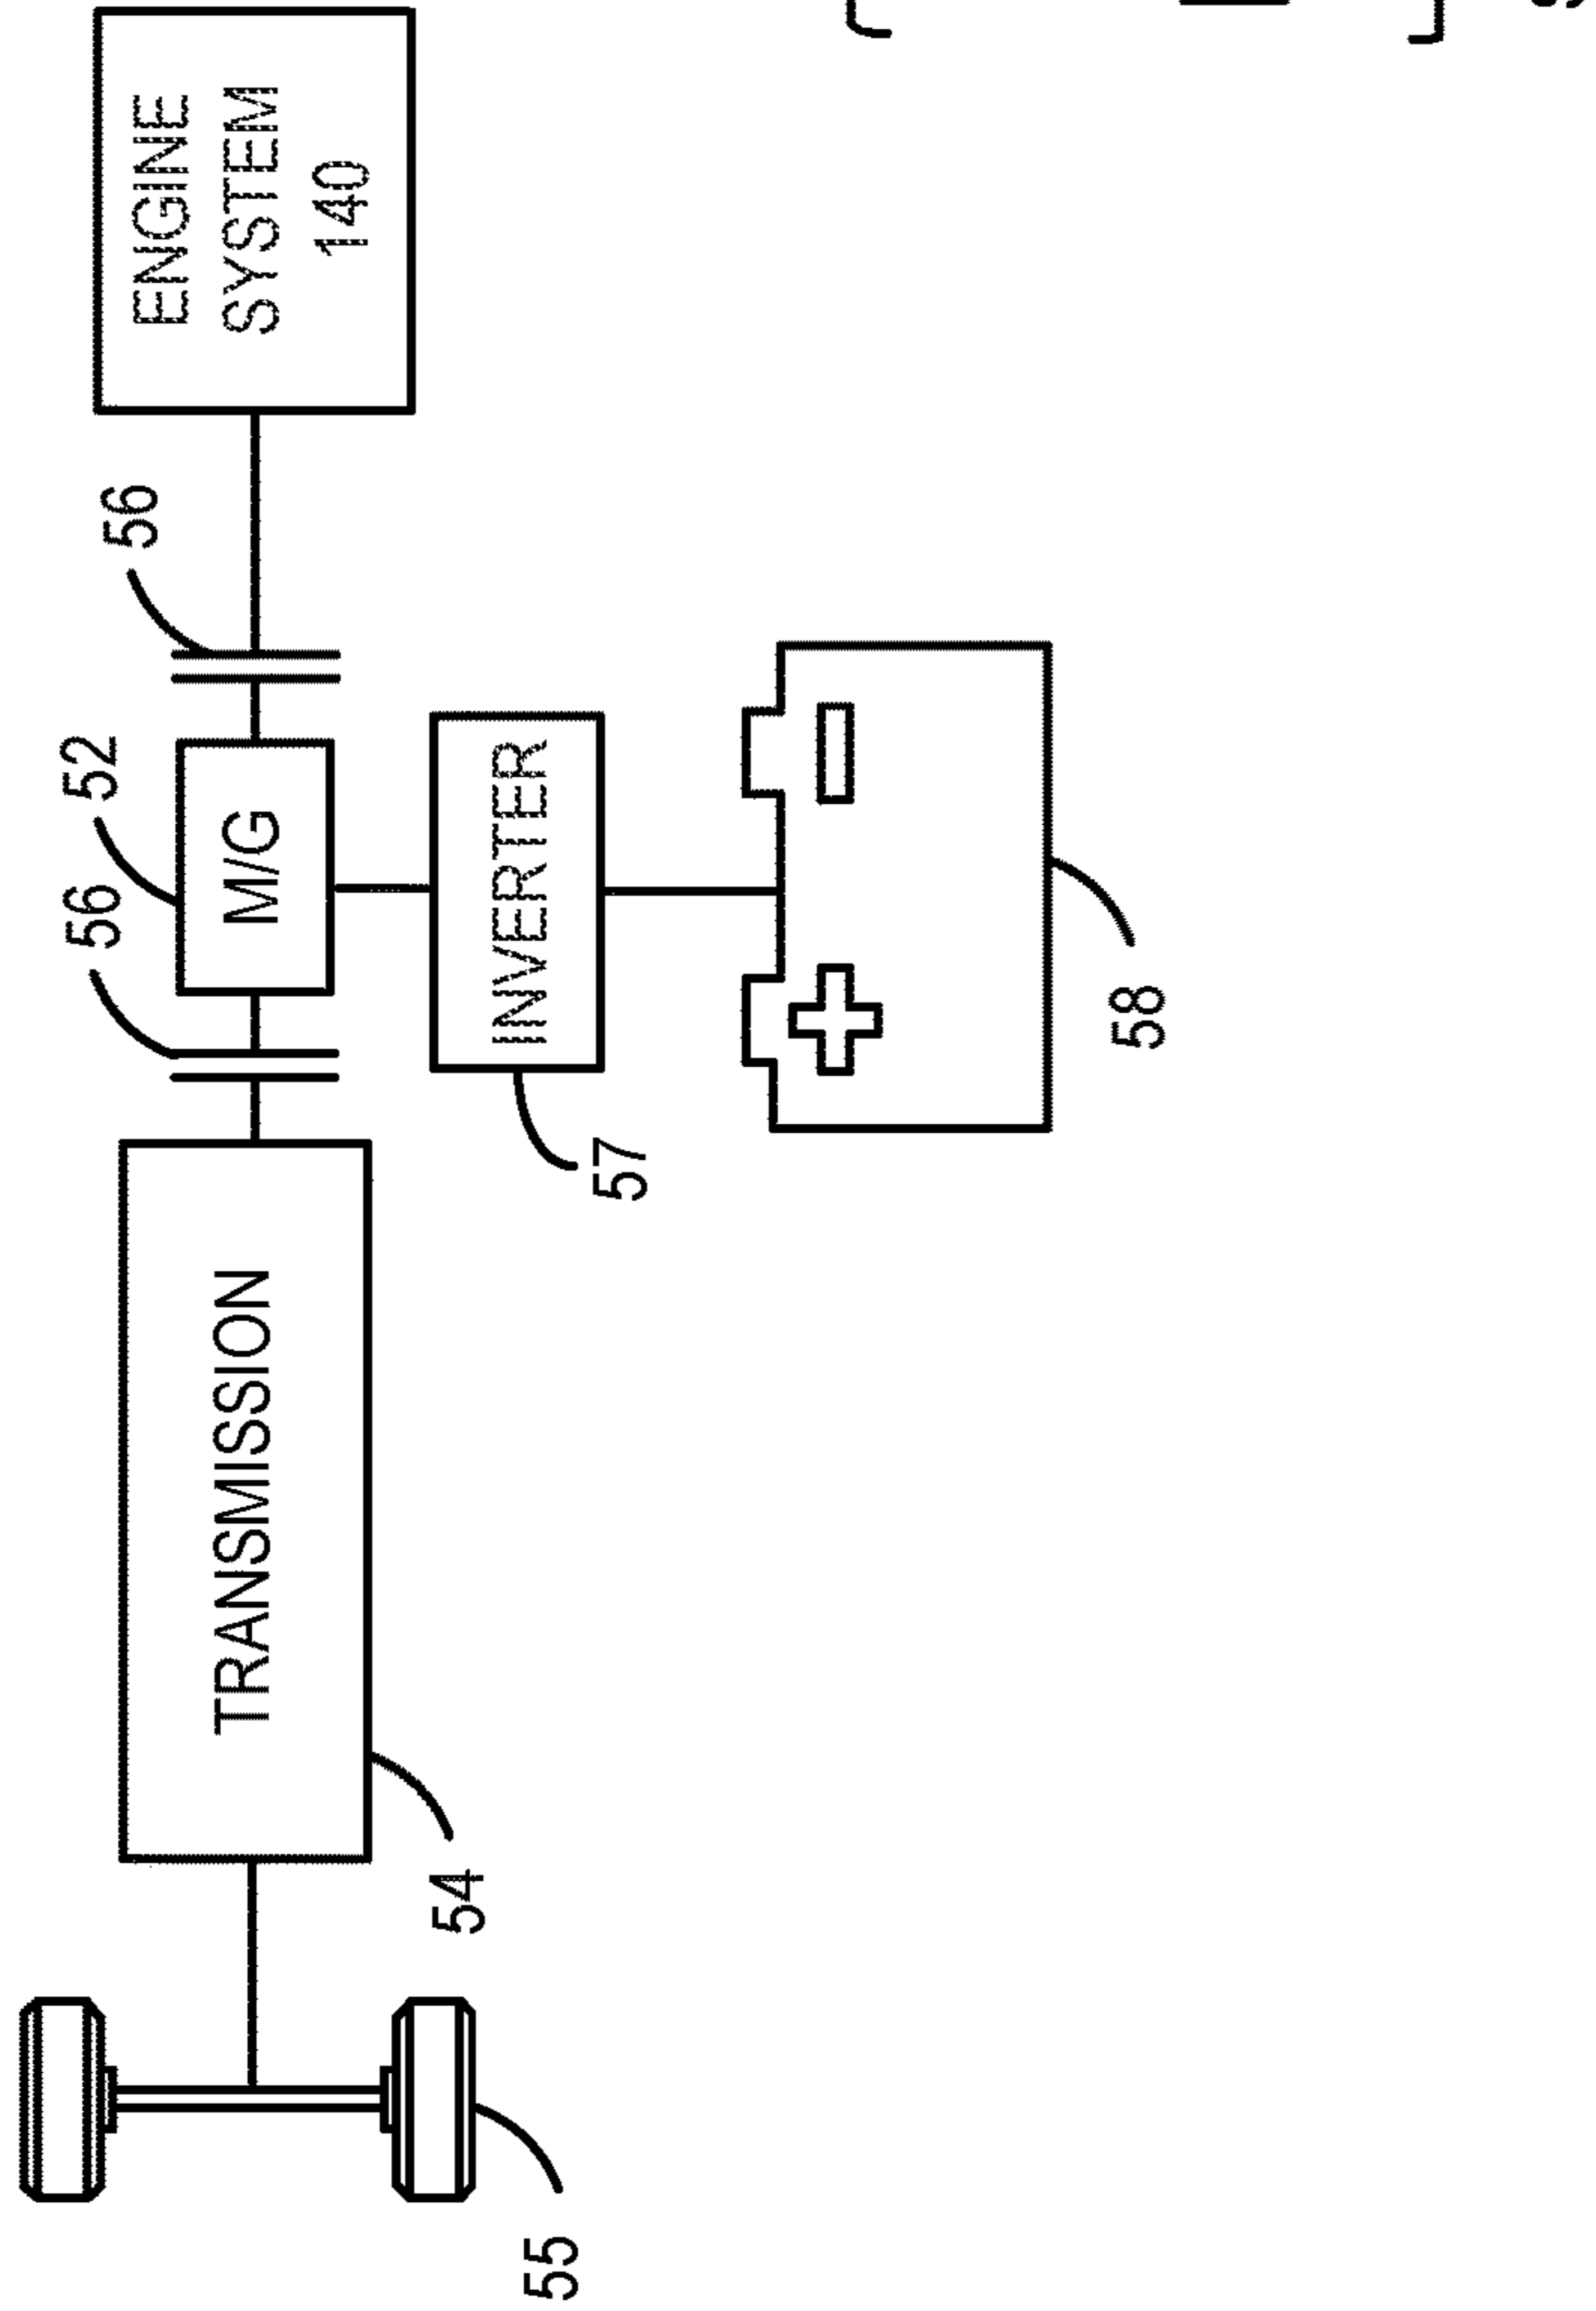 55
54
TRANSMISSION
56
52
M/G
56
57
INVERTER
58
ENGINE
SYSTEM
140